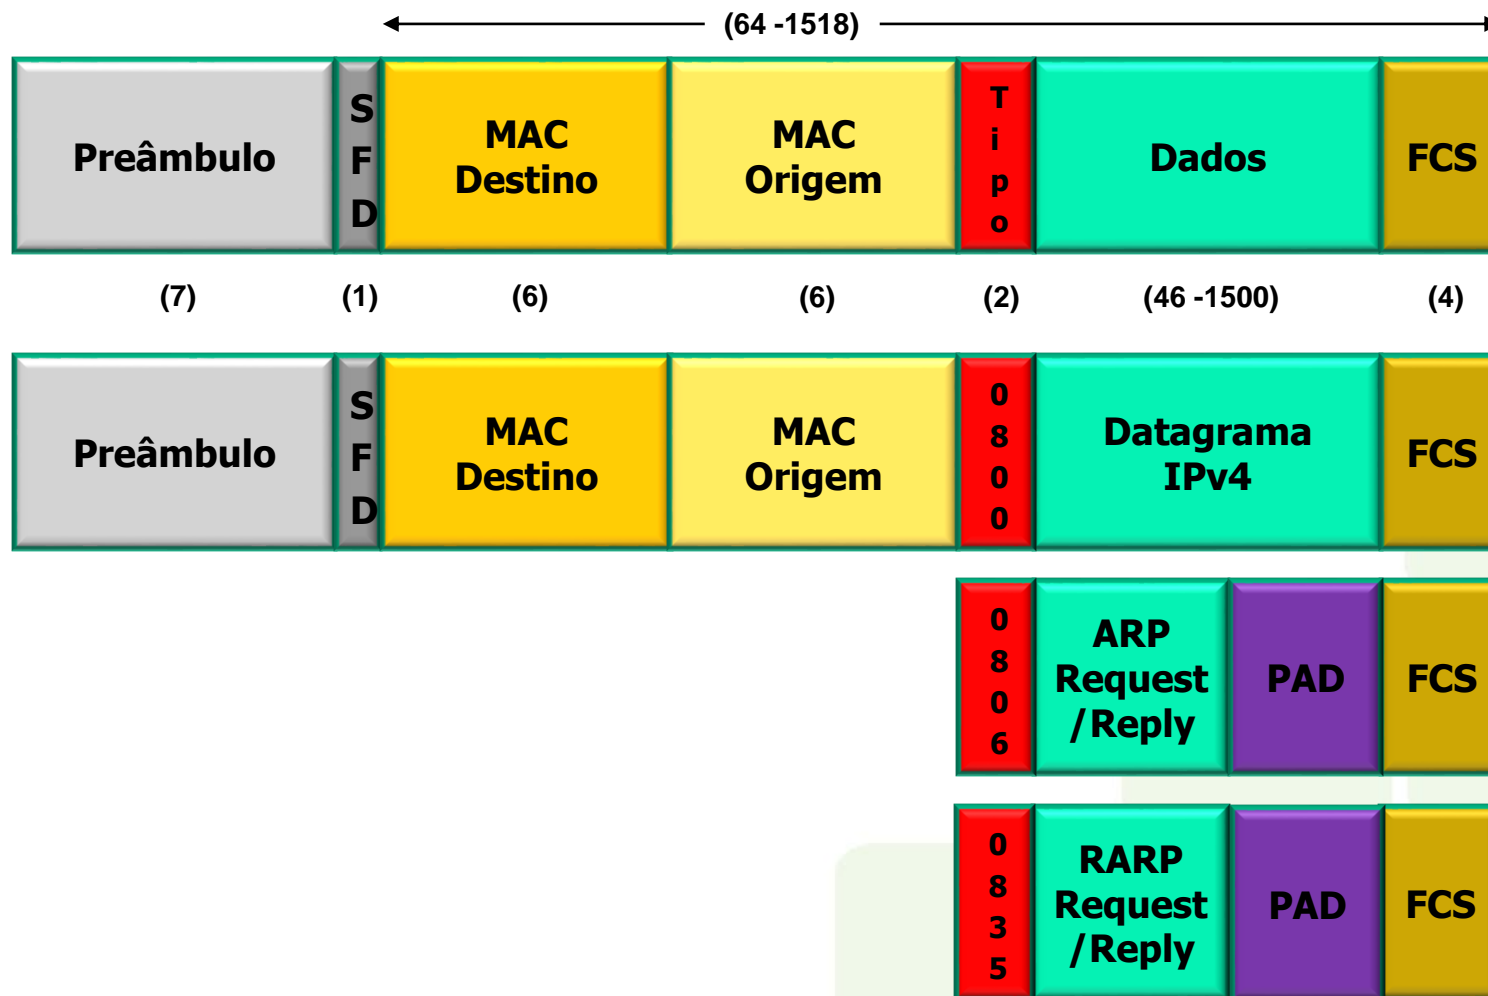 (64 -1518)
Preâmbulo
S
F
D
MAC
Destino
MAC
Origem
T
i
p
o
Dados
FCS
(7)
(1)
(6)
(6)
(2)
(46 -1500)
(4)
Preâmbulo
S
F
D
MAC
Destino
MAC
Origem
0
8
0
0
Datagrama
IPv4
FCS
0
8
0
6
ARP
Request
/Reply
PAD
FCS
0
8
3
5
RARP
Request
/Reply
PAD
FCS